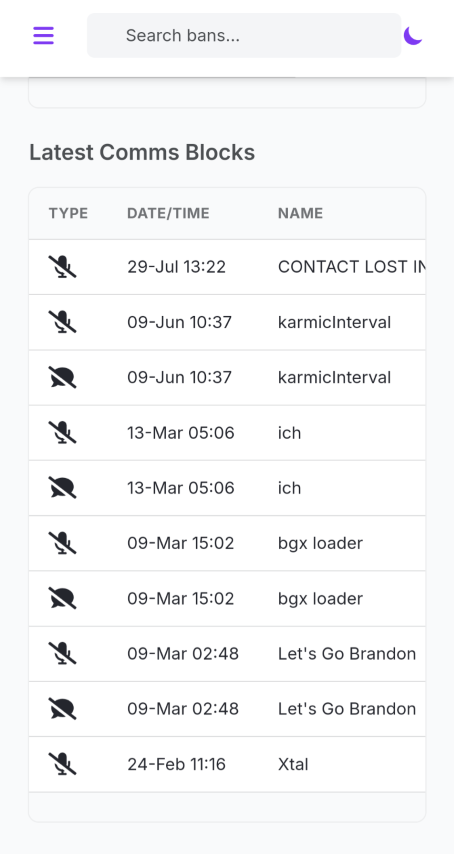 Search bans...
Latest Comms Blocks
TYPE DATE/TIME NAME
29-Jul 13:22 CONTACT LOST IN
09-Jun 10:37 karmicInterval
09-Jun 10:37 karmicInterval
13-Mar 05:06 ich
13-Mar 05:06 ich
09-Mar 15:02 bgx loader
09-Mar 15:02 bgx loader
09-Mar 02:48 Let's Go Brandon
09-Mar 02:48 Let's Go Brandon
24-Feb 11:16 Xtal